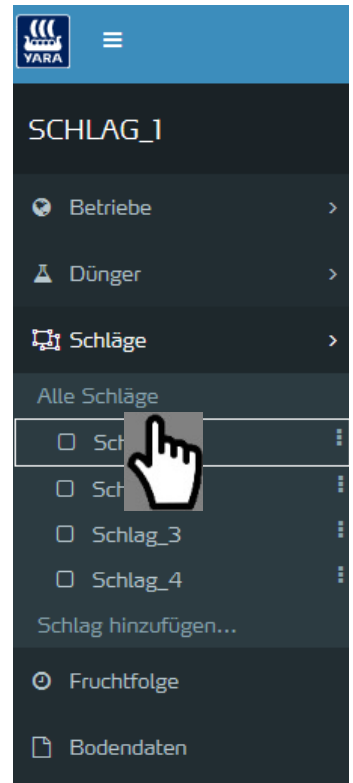 YARA
SCHLAG_1
Betriebe
Dünger
Schläge
Alle Schläge
Schlag_3
Schlag_4
Schlag hinzufügen...
Fruchtfolge
Bodendaten